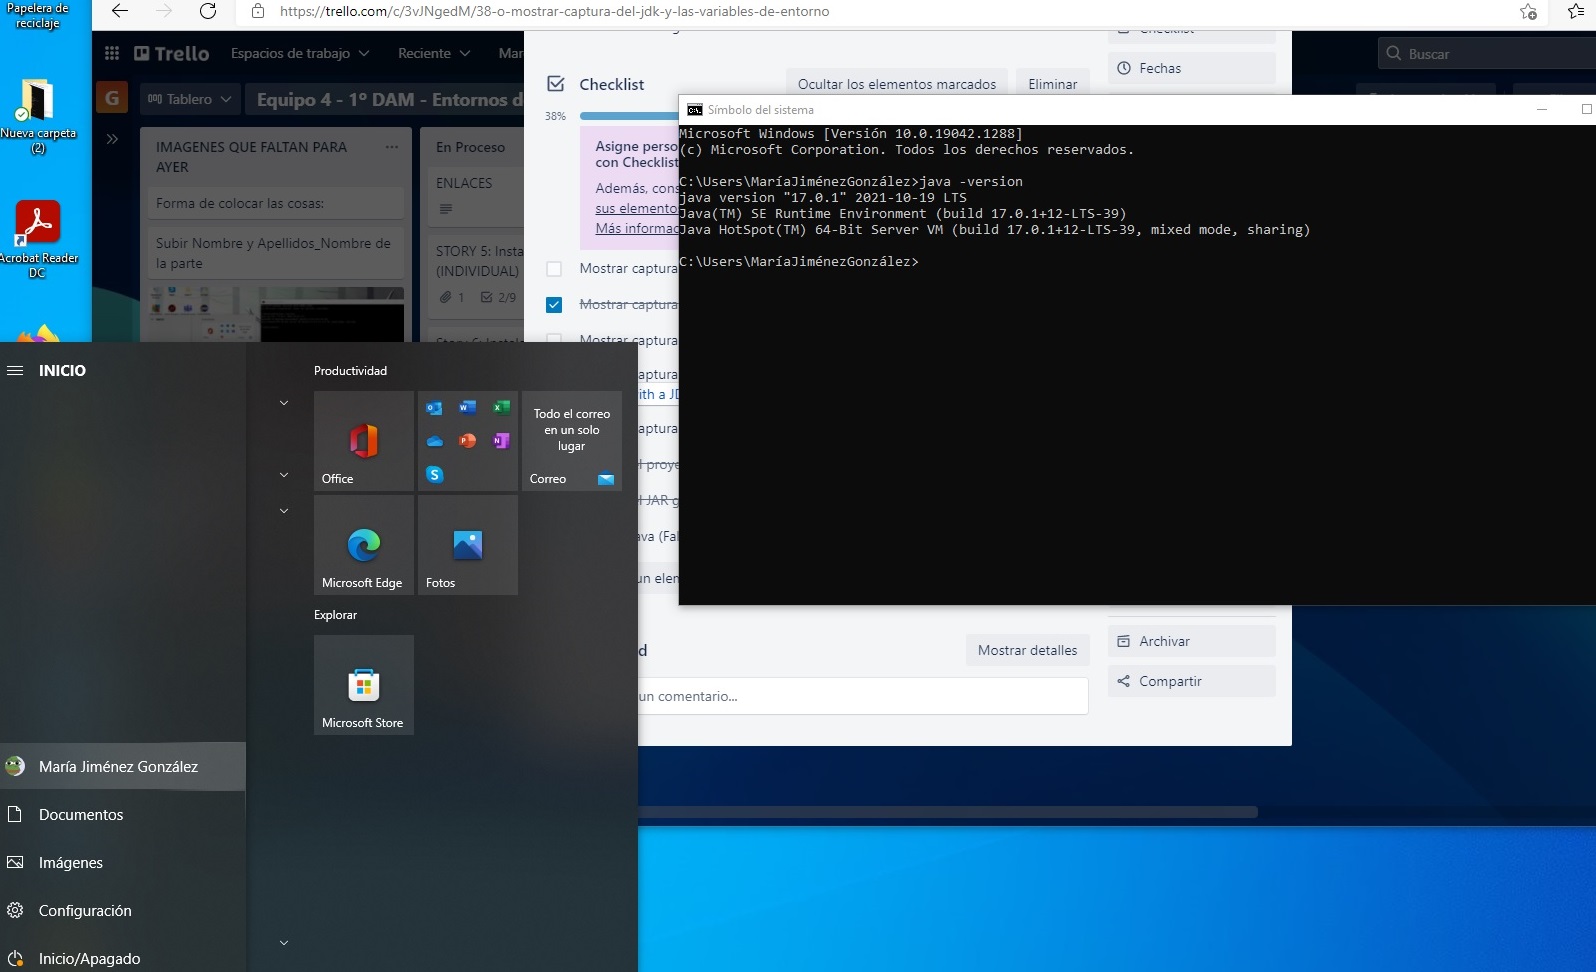 Papelera de
reciclaje
https://trello.com/c/3vJNgedM/38-o-mostrar-captura-del-jdk-y-las-variables-de-entorno
Trello
Espacios de trabajo
Reciente
Mar
Buscar
Checklist
Fechas
G
Tablero
Equipo 4 - 1º DAM - Entornos d
Checklist
Ocultar los elementos marcados
Eliminar
38%
Nueva carpeta
(2)
IMAGENES QUE FALTAN PARA
AYER
...
Forma de colocar las cosas:
Subir Nombre y Apellidos_Nombre de
la parte
En Proceso
ENLACES
STORY 5: Insta
(INDIVIDUAL)
1
2/9
Asigne perso
con Checklist
Además, cons
sus elemento
Más informac
Mostrar captura
Mostrar captura
Mostrar captura
aptura
ith a JD
aptura
l proye
l JAR g
ava (Fal
un elem
Símbolo del sistema
Microsoft Windows [Versión 10.0.19042.1288]
(c) Microsoft Corporation. Todos los derechos reservados.
C:\Users\MaríaJiménezGonzález>java -version
java version "17.0.1" 2021-10-19 LTS
Java(TM) SE Runtime Environment (build 17.0.1+12-LTS-39)
Java HotSpot(TM) 64-Bit Server VM (build 17.0.1+12-LTS-39, mixed mode, sharing)
C:\Users\MaríaJiménezGonzález>
Acrobat Reader
DC
INICIO
Productividad
Office
Todo el correo
en un solo
lugar
Correo
Microsoft Edge
Fotos
Explorar
Microsoft Store
d
Mostrar detalles
un comentario...
Archivar
Compartir
María Jiménez González
Documentos
Imágenes
Configuración
Inicio/Apagado